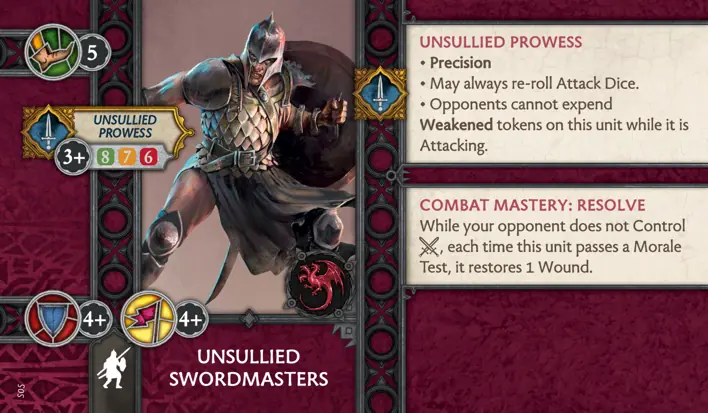 5
UNSULLIED
PROWESS
3+ 8 7 6
4+ 4+
UNSULLIED
SWORDMASTERS
S05
UNSULLIED PROWESS
• Precision
• May always re-roll Attack Dice.
• Opponents cannot expend
Weakened tokens on this unit while it is
Attacking.
COMBAT MASTERY: RESOLVE
While your opponent does not Control
, each time this unit passes a Morale
Test, it restores 1 Wound.